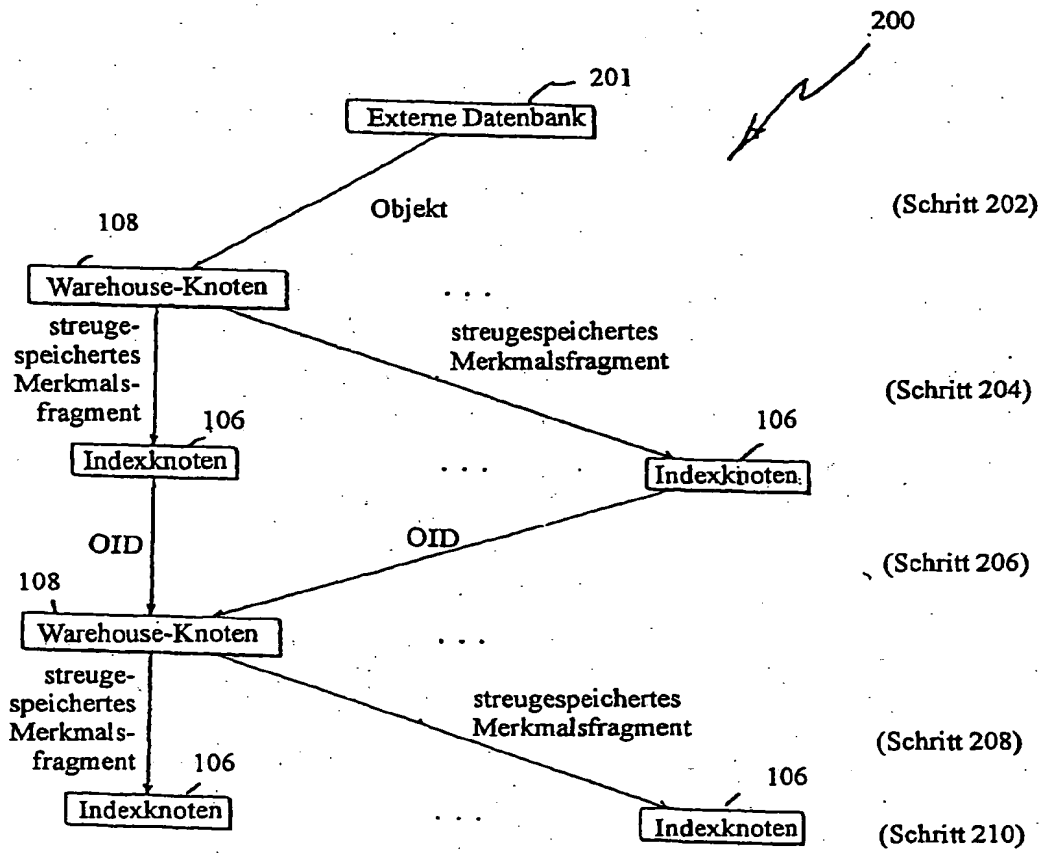 200
201
Externe Datenbank
Objekt
(Schritt 202)
108
Warehouse-Knoten
. . .
streuge-
speichertes
Merkmals-
fragment
streugespeichertes
Merkmalsfragment
(Schritt 204)
106
Indexknoten
. . .
106
Indexknoten
OID
OID
(Schritt 206)
108
Warehouse-Knoten
. . .
streuge-
speichertes
Merkmals-
fragment
streugespeichertes
Merkmalsfragment
(Schritt 208)
106
Indexknoten
. . .
106
Indexknoten
(Schritt 210)